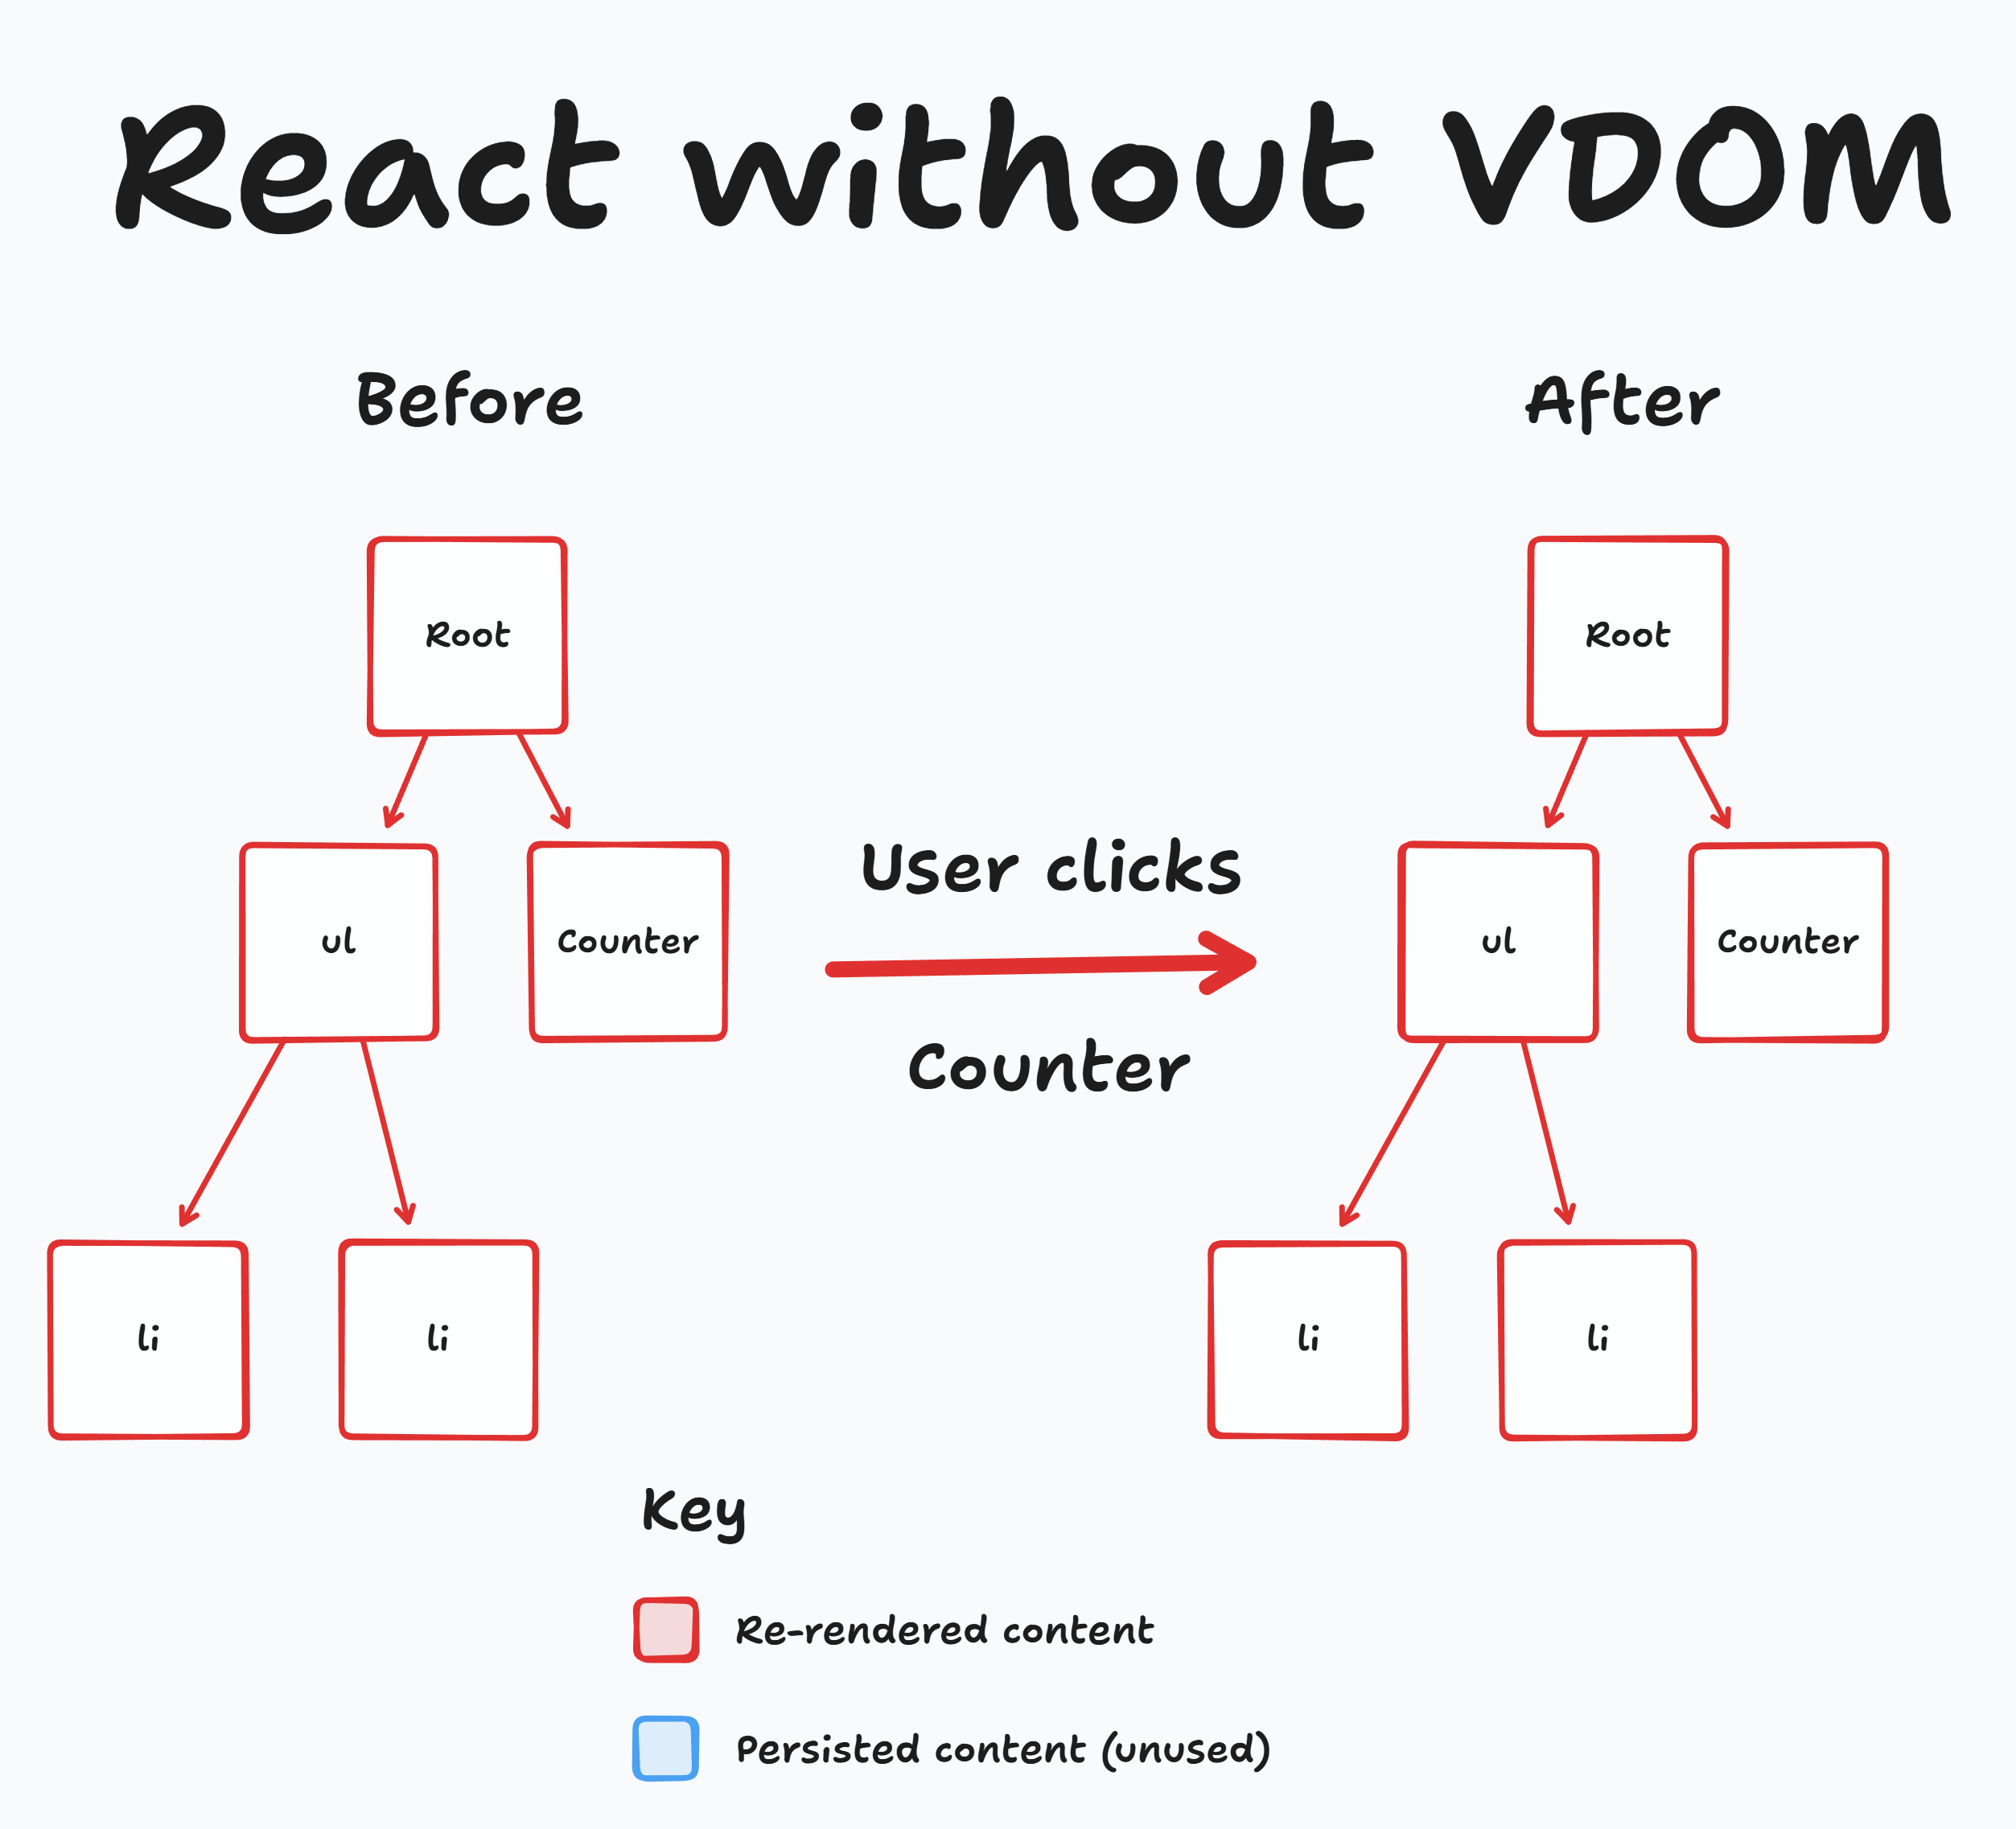 React without VDOM
Before
After
Root
Root
ul
Counter
User clicks
Counter
ul
Counter
li
li
li
li
Key
Re-rendered content
Persisted content (unused)